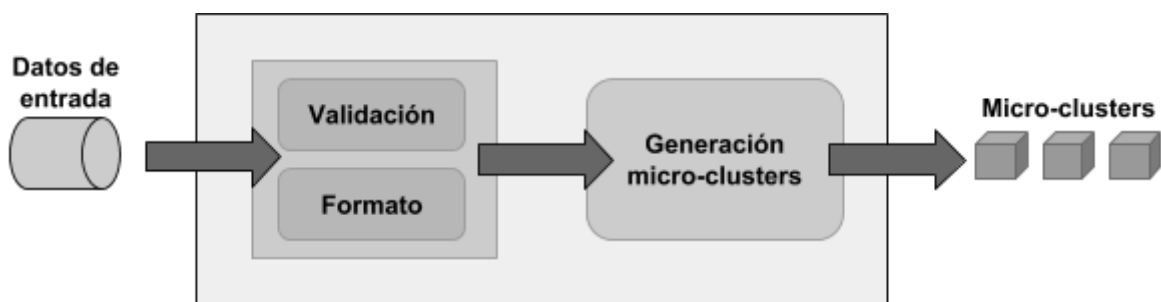 Datos de
entrada
Validación
Formato
Generación
micro-clusters
Micro-clusters